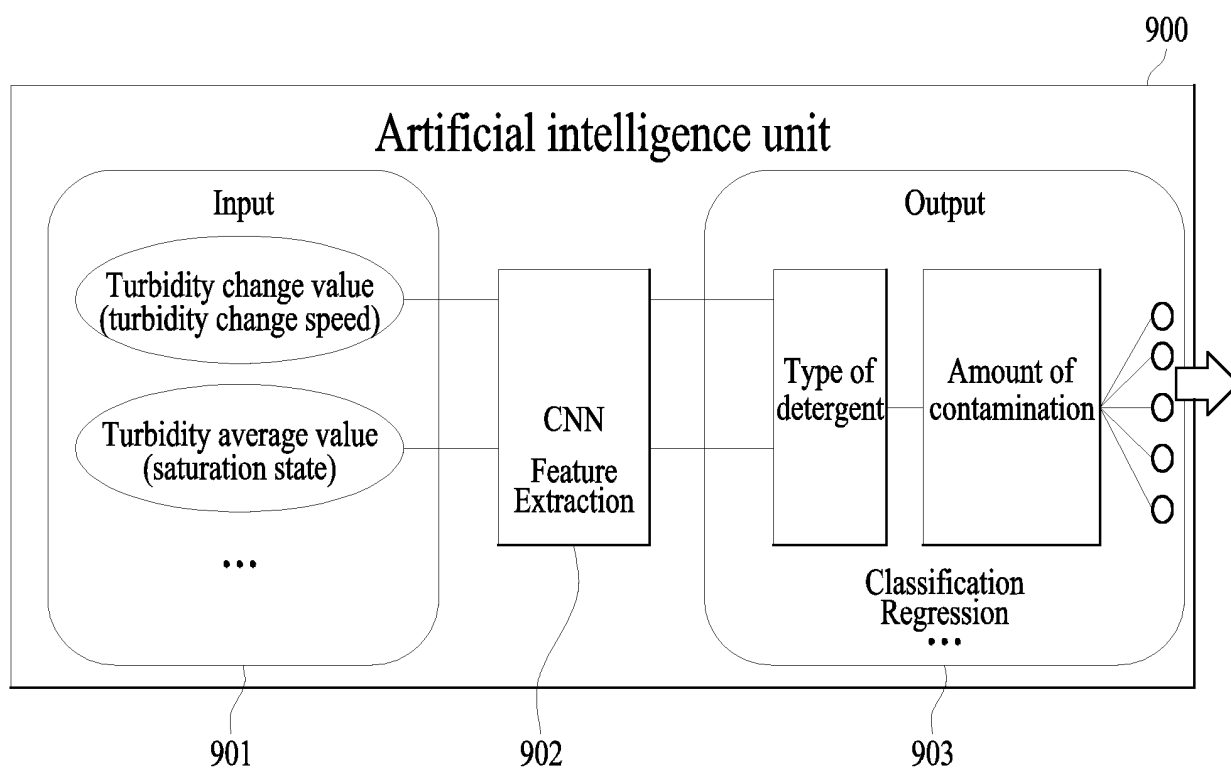 900
Artificial intelligence unit
Input
Turbidity change value
(turbidity change speed)
Turbidity average value
(saturation state)
...
CNN
Feature
Extraction
Output
Type of
detergent
Amount of
contamination
Classification
Regression
...
901
902
903